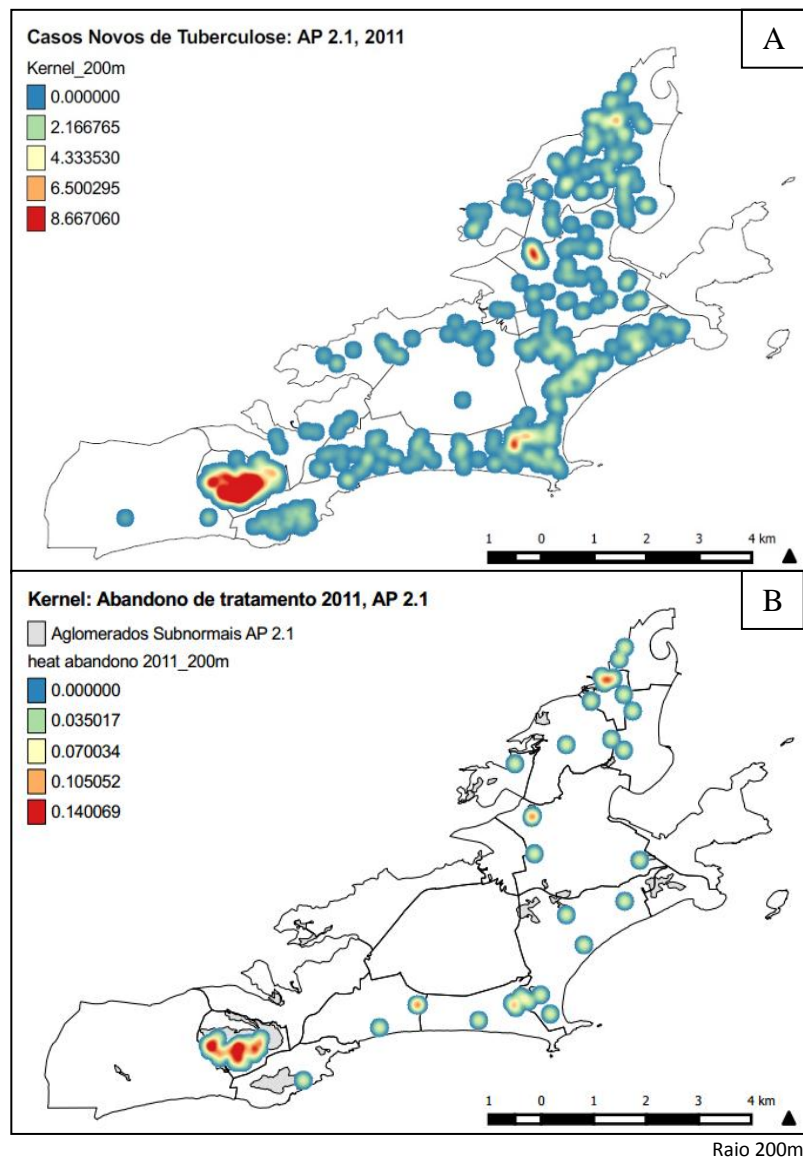 Casos Novos de Tuberculose: AP 2.1, 2011
A
Kernel_200m
0.000000
2.166765
4.333530
6.500295
8.667060
1 0 1 2 3 4 km
Kernel: Abandono de tratamento 2011, AP 2.1
B
Aglomerados Subnormais AP 2.1
heat abandono 2011_200m
0.000000
0.035017
0.070034
0.105052
0.140069
1 0 1 2 3 4 km
Raio 200m